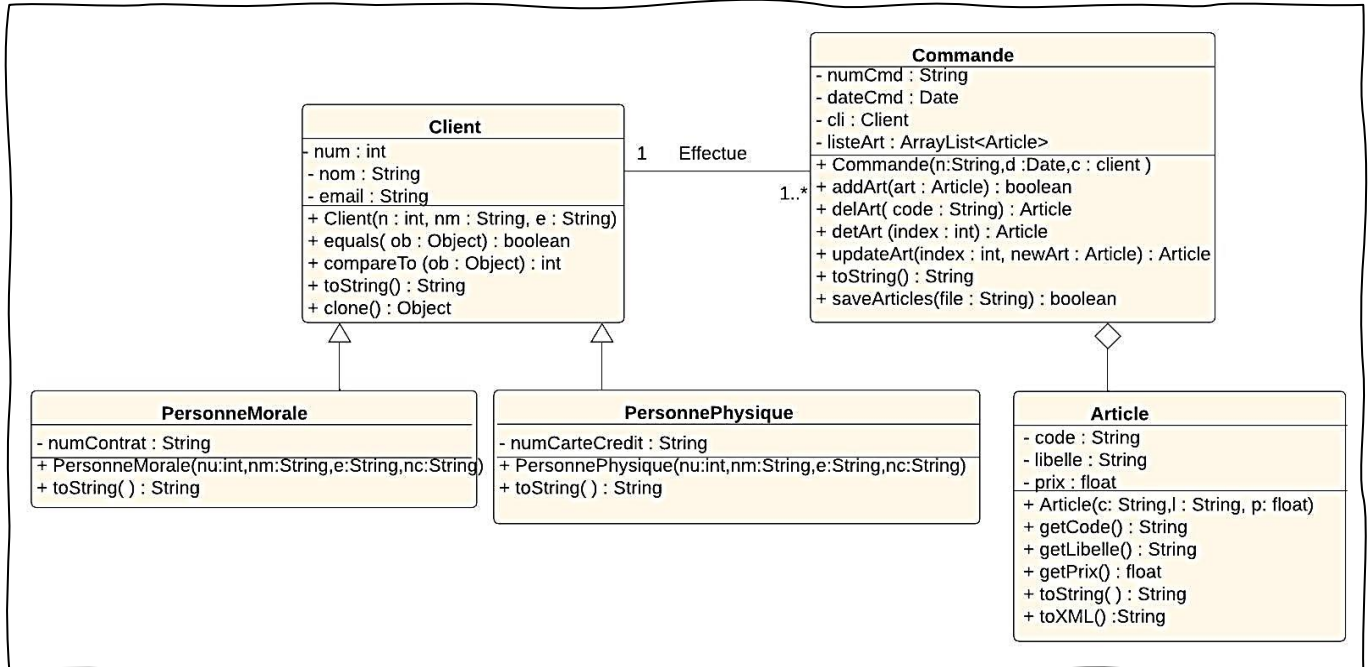 Client
- num : int
- nom : String
- email : String
+ Client(n : int, nm : String, e : String)
+ equals( ob : Object) : boolean
+ compareTo (ob : Object) : int
+ toString() : String
+ clone() : Object
1 Effectue
1..*
Commande
- numCmd : String
- dateCmd : Date
- cli : Client
- listeArt : ArrayList<Article>
+ Commande(n:String,d :Date,c : client )
+ addArt(art : Article) : boolean
+ delArt( code : String) : Article
+ detArt (index : int) : Article
+ updateArt(index : int, newArt : Article) : Article
+ toString() : String
+ saveArticles(file : String) : boolean
PersonneMorale
- numContrat : String
+ PersonneMorale(nu:int,nm:String,e:String,nc:String)
+ toString( ) : String
PersonnePhysique
- numCarteCredit : String
+ PersonnePhysique(nu:int,nm:String,e:String,nc:String)
+ toString( ) : String
Article
- code : String
- libelle : String
- prix : float
+ Article(c: String,l : String, p: float)
+ getCode() : String
+ getLibelle() : String
+ getPrix() : float
+ toString( ) : String
+ toXML() :String